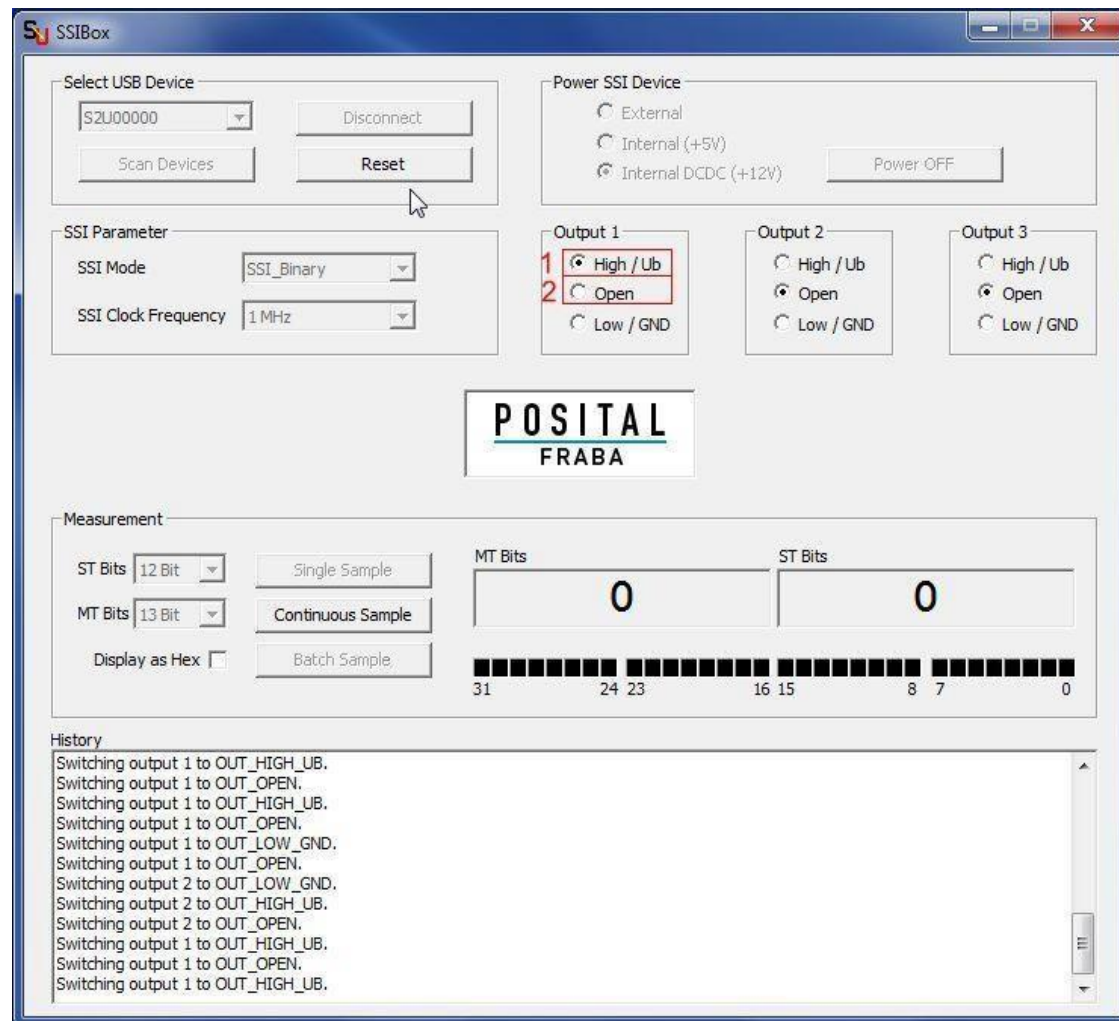 SSIBox
Select USB Device
S2U00000
Disconnect
Scan Devices
Reset
Power SSI Device
External
Internal (+5V)
Internal DCDC (+12V)
Power OFF
SSI Parameter
SSI Mode
SSI_Binary
SSI Clock Frequency
1 MHz
Output 1
1
High / Ub
2
Open
Low / GND
Output 2
High / Ub
Open
Low / GND
Output 3
High / Ub
Open
Low / GND
POSITAL
FRABA
Measurement
ST Bits
12 Bit
Single Sample
MT Bits
13 Bit
Continuous Sample
Display as Hex
Batch Sample
MT Bits
0
ST Bits
0
31 24 23 16 15 8 7 0
History
Switching output 1 to OUT_HIGH_UB.
Switching output 1 to OUT_OPEN.
Switching output 1 to OUT_HIGH_UB.
Switching output 1 to OUT_OPEN.
Switching output 1 to OUT_LOW_GND.
Switching output 1 to OUT_OPEN.
Switching output 2 to OUT_LOW_GND.
Switching output 2 to OUT_HIGH_UB.
Switching output 2 to OUT_OPEN.
Switching output 1 to OUT_HIGH_UB.
Switching output 1 to OUT_OPEN.
Switching output 1 to OUT_HIGH_UB.